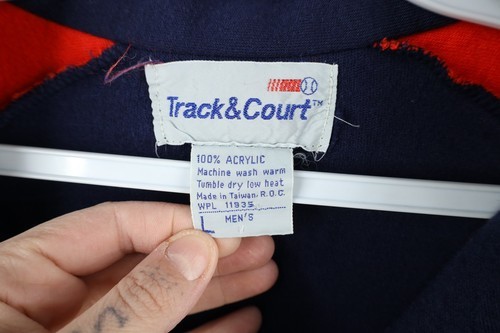 Track&Court™
100% ACRYLIC
Machine wash warm
Tumble dry low heat
Made in Taiwan, R.O.C.
WPL 11935
L MEN'S